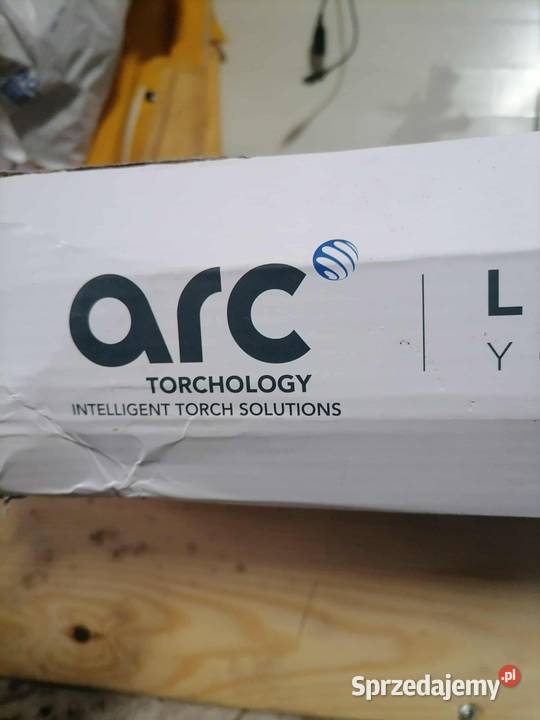 arc
TORCHOLOGY
INTELLIGENT TORCH SOLUTIONS
L
Y
Sprzedajemy.pl